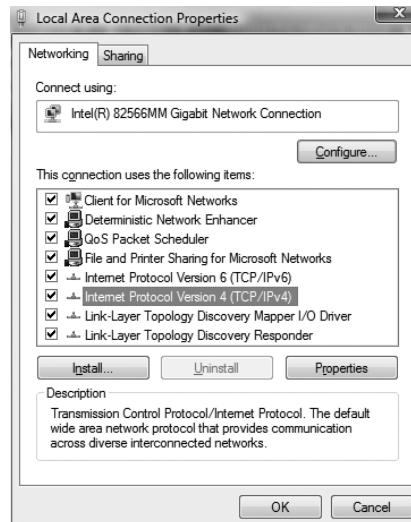 Local Area Connection Properties
Networking
Sharing
Connect using:
Intel(R) 82566MM Gigabit Network Connection
Configure...
This connection uses the following items:
Client for Microsoft Networks
Deterministic Network Enhancer
QoS Packet Scheduler
File and Printer Sharing for Microsoft Networks
Internet Protocol Version 6 (TCP/IPv6)
Internet Protocol Version 4 (TCP/IPv4)
Link-Layer Topology Discovery Mapper I/O Driver
Link-Layer Topology Discovery Responder
Install...
Uninstall
Properties
Description
Transmission Control Protocol/Internet Protocol. The default
wide area network protocol that provides communication
across diverse interconnected networks.
OK
Cancel